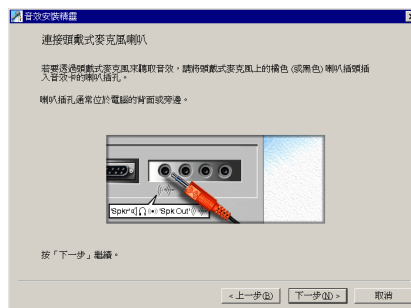 音效安裝精靈
連接頭戴式麥克風喇叭
若要透過頭戴式麥克風來聽取音效，請將頭戴式麥克風上的橘色 (或黑色) 喇叭插頭插
入音效卡的喇叭插孔。
喇叭插孔通常位於電腦的背面或旁邊。
'Spkr' 'Spk Out'
按「下一步」繼續。
<上一步(B) 下一步(N) > 取消